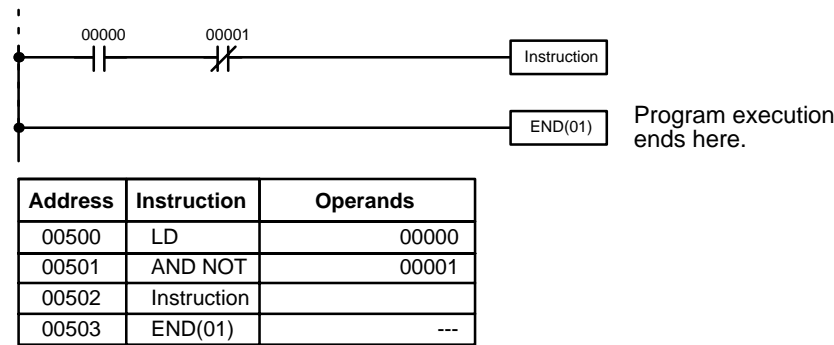 00000 00001
Instruction
END(01)
Program execution
ends here.
Address Instruction Operands
00500 LD 00000
00501 AND NOT 00001
00502 Instruction
00503 END(01) ---